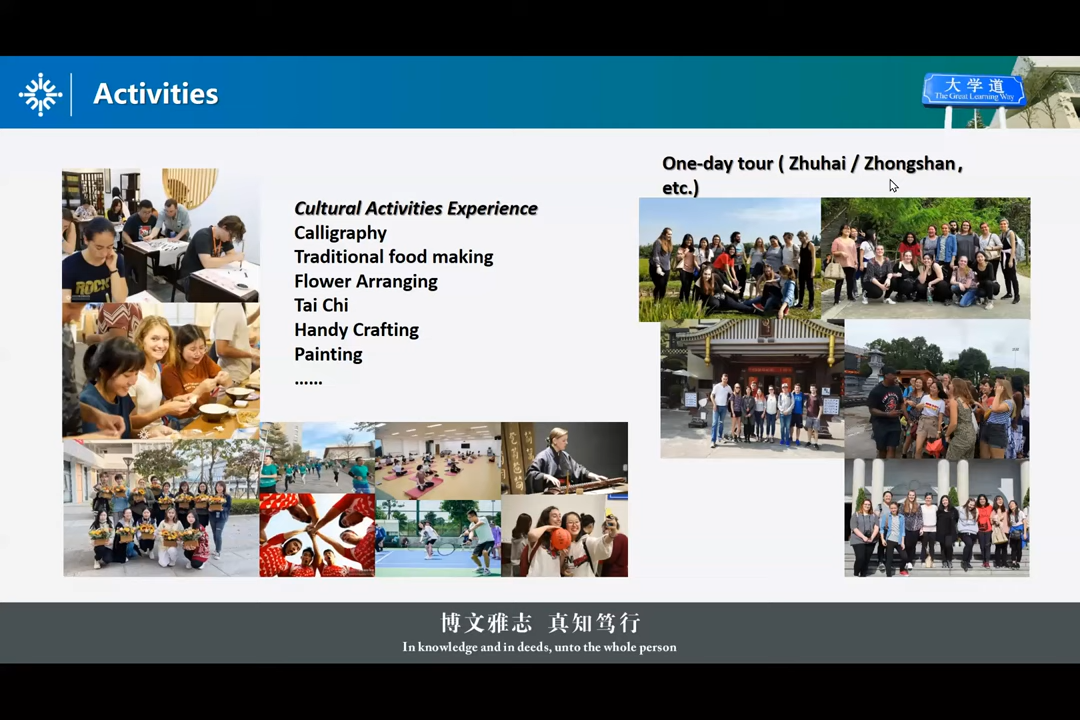 Activities
大学道
The Great Learning Way
One-day tour ( Zhuhai / Zhongshan,
etc.)
Cultural Activities Experience
Calligraphy
Traditional food making
Flower Arranging
Tai Chi
Handy Crafting
Painting
......
ROCK
博文雅志 真知笃行
In knowledge and in deeds, unto the whole person